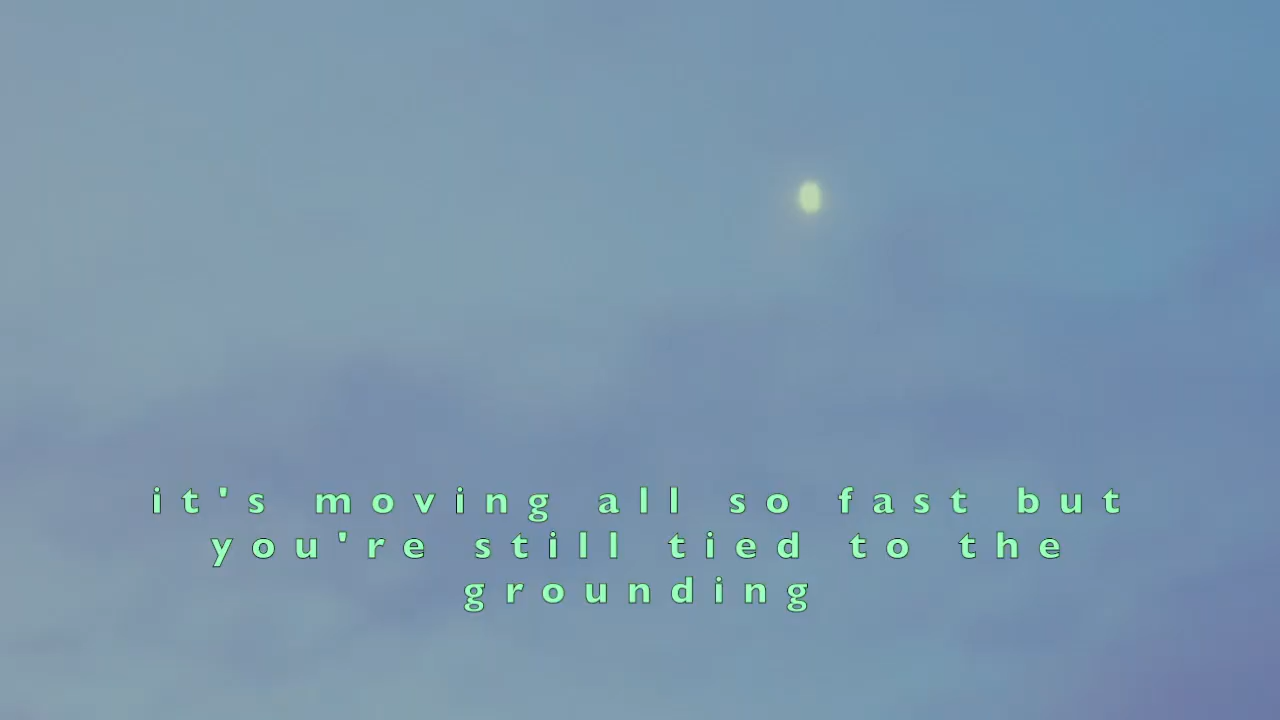 it's moving all so fast but
you're still tied to the
grounding